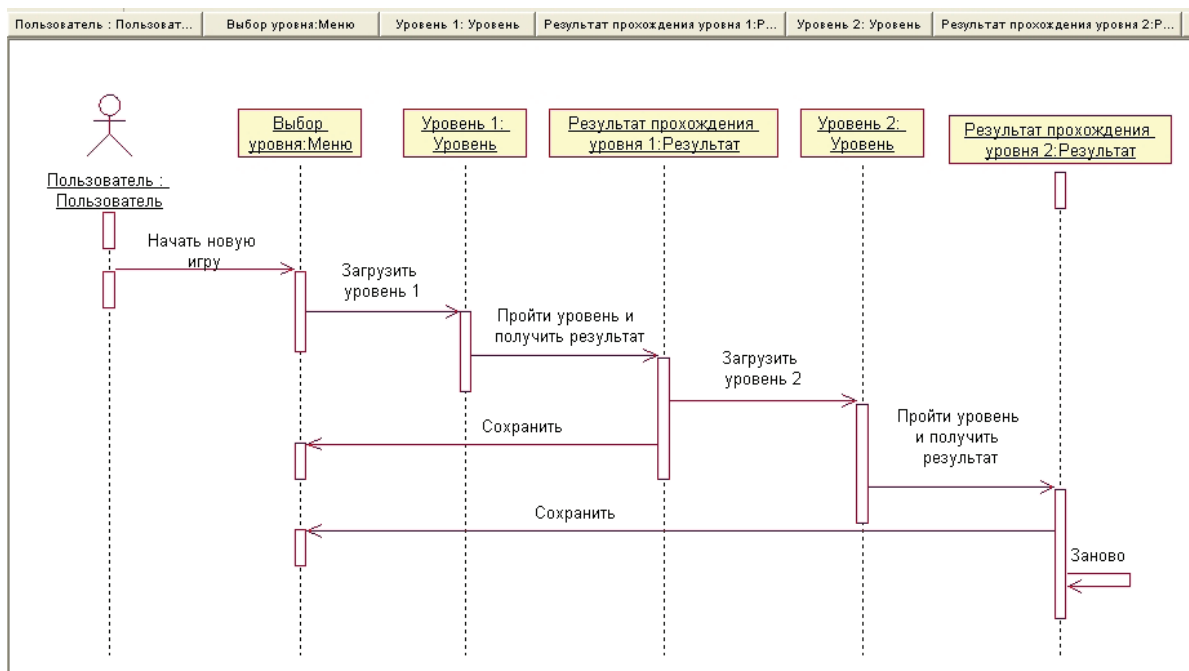 Пользователь : Пользоват...
Выбор уровня:Меню
Уровень 1: Уровень
Результат прохождения уровня 1:Р...
Уровень 2: Уровень
Результат прохождения уровня 2:Р...
Выбор
уровня:Меню
Уровень 1:
Уровень
Результат прохождения
уровня 1:Результат
Уровень 2:
Уровень
Результат прохождения
уровня 2:Результат
Пользователь :
Пользователь
Начать новую
игру
Загрузить
уровень 1
Пройти уровень и
получить результат
Загрузить
уровень 2
Сохранить
Пройти уровень
и получить
результат
Сохранить
Заново